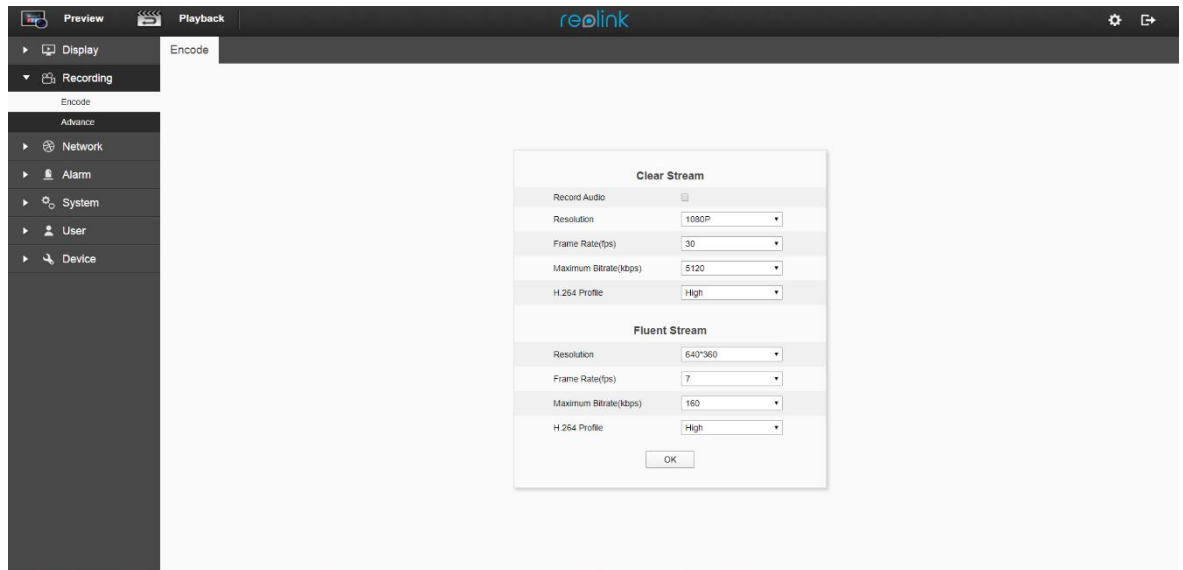 Preview Playback reolink
Display Encode
Recording
Encode
Advance
Network
Alarm
System
User
Device
Clear Stream
Record Audio
Resolution 1080P
Frame Rate(fps) 30
Maximum Bitrate(kbps) 5120
H.264 Profile High
Fluent Stream
Resolution 640*360
Frame Rate(fps) 7
Maximum Bitrate(kbps) 160
H.264 Profile High
OK